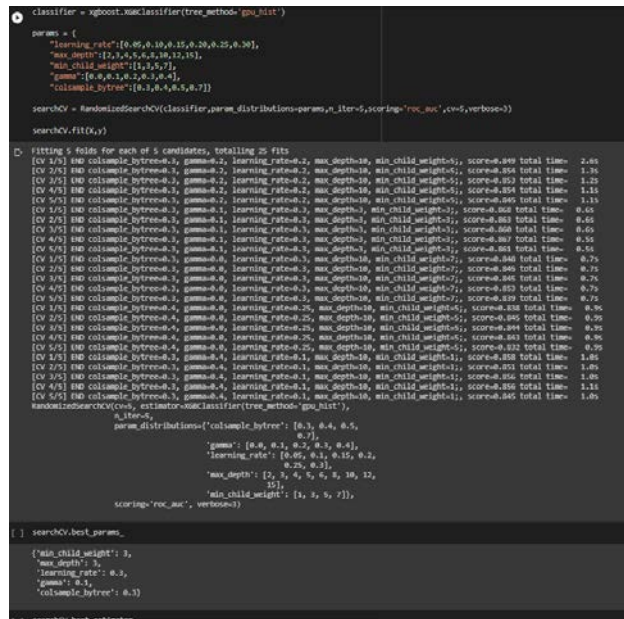 classifier = xgboost.XGBClassifier(tree_method='gpu_hist')
params = {
"learning_rate":[0.05,0.10,0.15,0.20,0.25,0.30],
"max_depth":[2,3,4,5,6,8,10,12,15],
"min_child_weight":[1,3,5,7],
"gamma":[0.0,0.1,0.2,0.3,0.4],
"colsample_bytree":[0.3,0.4,0.5,0.7]}
searchCV = RandomizedSearchCV(classifier,param_distributions=params,n_iter=5,scoring='roc_auc',cv=5,verbose=3)
searchCV.fit(X,y)
Fitting 5 folds for each of 5 candidates, totalling 25 fits
[CV 1/5] END colsample_bytree=0.3, gamma=0.2, learning_rate=0.2, max_depth=10, min_child_weight=5;, score=0.849 total time= 2.6s
[CV 2/5] END colsample_bytree=0.3, gamma=0.2, learning_rate=0.2, max_depth=10, min_child_weight=5;, score=0.854 total time= 1.3s
[CV 3/5] END colsample_bytree=0.3, gamma=0.2, learning_rate=0.2, max_depth=10, min_child_weight=5;, score=0.853 total time= 1.2s
[CV 4/5] END colsample_bytree=0.3, gamma=0.2, learning_rate=0.2, max_depth=10, min_child_weight=5;, score=0.854 total time= 1.1s
[CV 5/5] END colsample_bytree=0.3, gamma=0.2, learning_rate=0.2, max_depth=10, min_child_weight=5;, score=0.845 total time= 1.1s
[CV 1/5] END colsample_bytree=0.3, gamma=0.1, learning_rate=0.3, max_depth=3, min_child_weight=3;, score=0.868 total time= 0.6s
[CV 2/5] END colsample_bytree=0.3, gamma=0.1, learning_rate=0.3, max_depth=3, min_child_weight=3;, score=0.863 total time= 0.6s
[CV 3/5] END colsample_bytree=0.3, gamma=0.1, learning_rate=0.3, max_depth=3, min_child_weight=3;, score=0.860 total time= 0.6s
[CV 4/5] END colsample_bytree=0.3, gamma=0.1, learning_rate=0.3, max_depth=3, min_child_weight=3;, score=0.867 total time= 0.5s
[CV 5/5] END colsample_bytree=0.3, gamma=0.1, learning_rate=0.3, max_depth=3, min_child_weight=3;, score=0.861 total time= 0.5s
[CV 1/5] END colsample_bytree=0.3, gamma=0.0, learning_rate=0.3, max_depth=10, min_child_weight=7;, score=0.848 total time= 0.7s
[CV 2/5] END colsample_bytree=0.3, gamma=0.0, learning_rate=0.3, max_depth=10, min_child_weight=7;, score=0.846 total time= 0.7s
[CV 3/5] END colsample_bytree=0.3, gamma=0.0, learning_rate=0.3, max_depth=10, min_child_weight=7;, score=0.845 total time= 0.7s
[CV 4/5] END colsample_bytree=0.3, gamma=0.0, learning_rate=0.3, max_depth=10, min_child_weight=7;, score=0.853 total time= 0.7s
[CV 5/5] END colsample_bytree=0.3, gamma=0.0, learning_rate=0.3, max_depth=10, min_child_weight=7;, score=0.839 total time= 0.7s
[CV 1/5] END colsample_bytree=0.4, gamma=0.0, learning_rate=0.25, max_depth=10, min_child_weight=5;, score=0.838 total time= 0.9s
[CV 2/5] END colsample_bytree=0.4, gamma=0.0, learning_rate=0.25, max_depth=10, min_child_weight=5;, score=0.845 total time= 0.9s
[CV 3/5] END colsample_bytree=0.4, gamma=0.0, learning_rate=0.25, max_depth=10, min_child_weight=5;, score=0.844 total time= 0.9s
[CV 4/5] END colsample_bytree=0.4, gamma=0.0, learning_rate=0.25, max_depth=10, min_child_weight=5;, score=0.843 total time= 0.9s
[CV 5/5] END colsample_bytree=0.4, gamma=0.0, learning_rate=0.25, max_depth=10, min_child_weight=5;, score=0.832 total time= 0.9s
[CV 1/5] END colsample_bytree=0.3, gamma=0.4, learning_rate=0.1, max_depth=10, min_child_weight=1;, score=0.858 total time= 1.0s
[CV 2/5] END colsample_bytree=0.3, gamma=0.4, learning_rate=0.1, max_depth=10, min_child_weight=1;, score=0.851 total time= 1.0s
[CV 3/5] END colsample_bytree=0.3, gamma=0.4, learning_rate=0.1, max_depth=10, min_child_weight=1;, score=0.856 total time= 1.0s
[CV 4/5] END colsample_bytree=0.3, gamma=0.4, learning_rate=0.1, max_depth=10, min_child_weight=1;, score=0.856 total time= 1.1s
[CV 5/5] END colsample_bytree=0.3, gamma=0.4, learning_rate=0.1, max_depth=10, min_child_weight=1;, score=0.845 total time= 1.0s
RandomizedSearchCV(cv=5, estimator=XGBClassifier(tree_method='gpu_hist'),
n_iter=5,
param_distributions={'colsample_bytree': [0.3, 0.4, 0.5,
0.7],
'gamma': [0.0, 0.1, 0.2, 0.3, 0.4],
'learning_rate': [0.05, 0.1, 0.15, 0.2,
0.25, 0.3],
'max_depth': [2, 3, 4, 5, 6, 8, 10, 12,
15],
'min_child_weight': [1, 3, 5, 7]},
scoring='roc_auc', verbose=3)
[ ] searchCV.best_params_
{'min_child_weight': 3,
'max_depth': 3,
'learning_rate': 0.3,
'gamma': 0.1,
'colsample_bytree': 0.3}